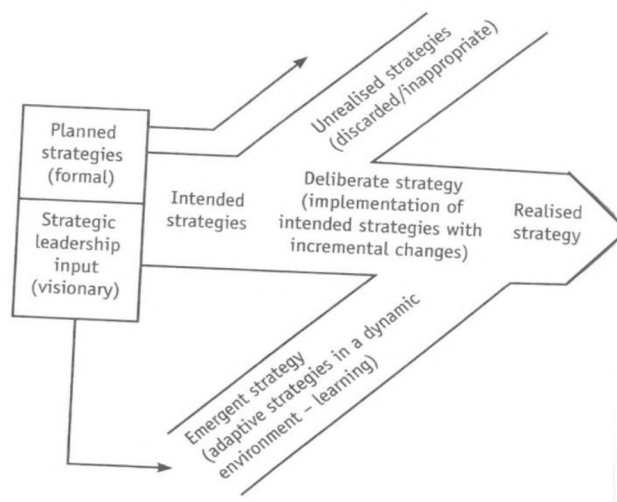 Planned
strategies
(formal)
Strategic
leadership
input
(visionary)
Intended
strategies
Unrealised strategies
(discarded/inappropriate)
Deliberate strategy
(implementation of
intended strategies with
incremental changes)
Realised
strategy
Emergent strategy
(adaptive strategies in a dynamic
environment – learning)